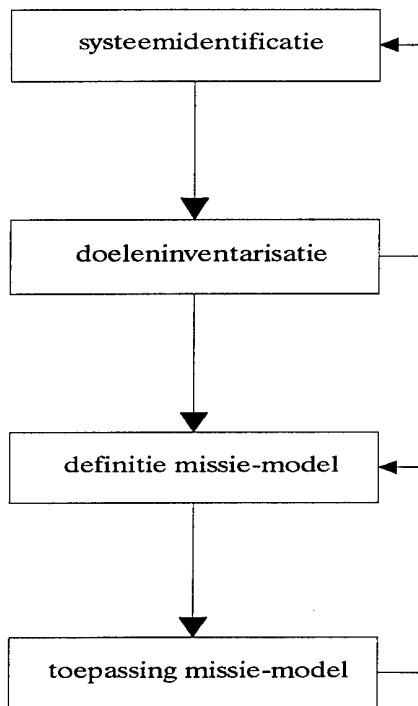 systeemidentificatie
doeleninventarisatie
definitie missie-model
toepassing missie-model